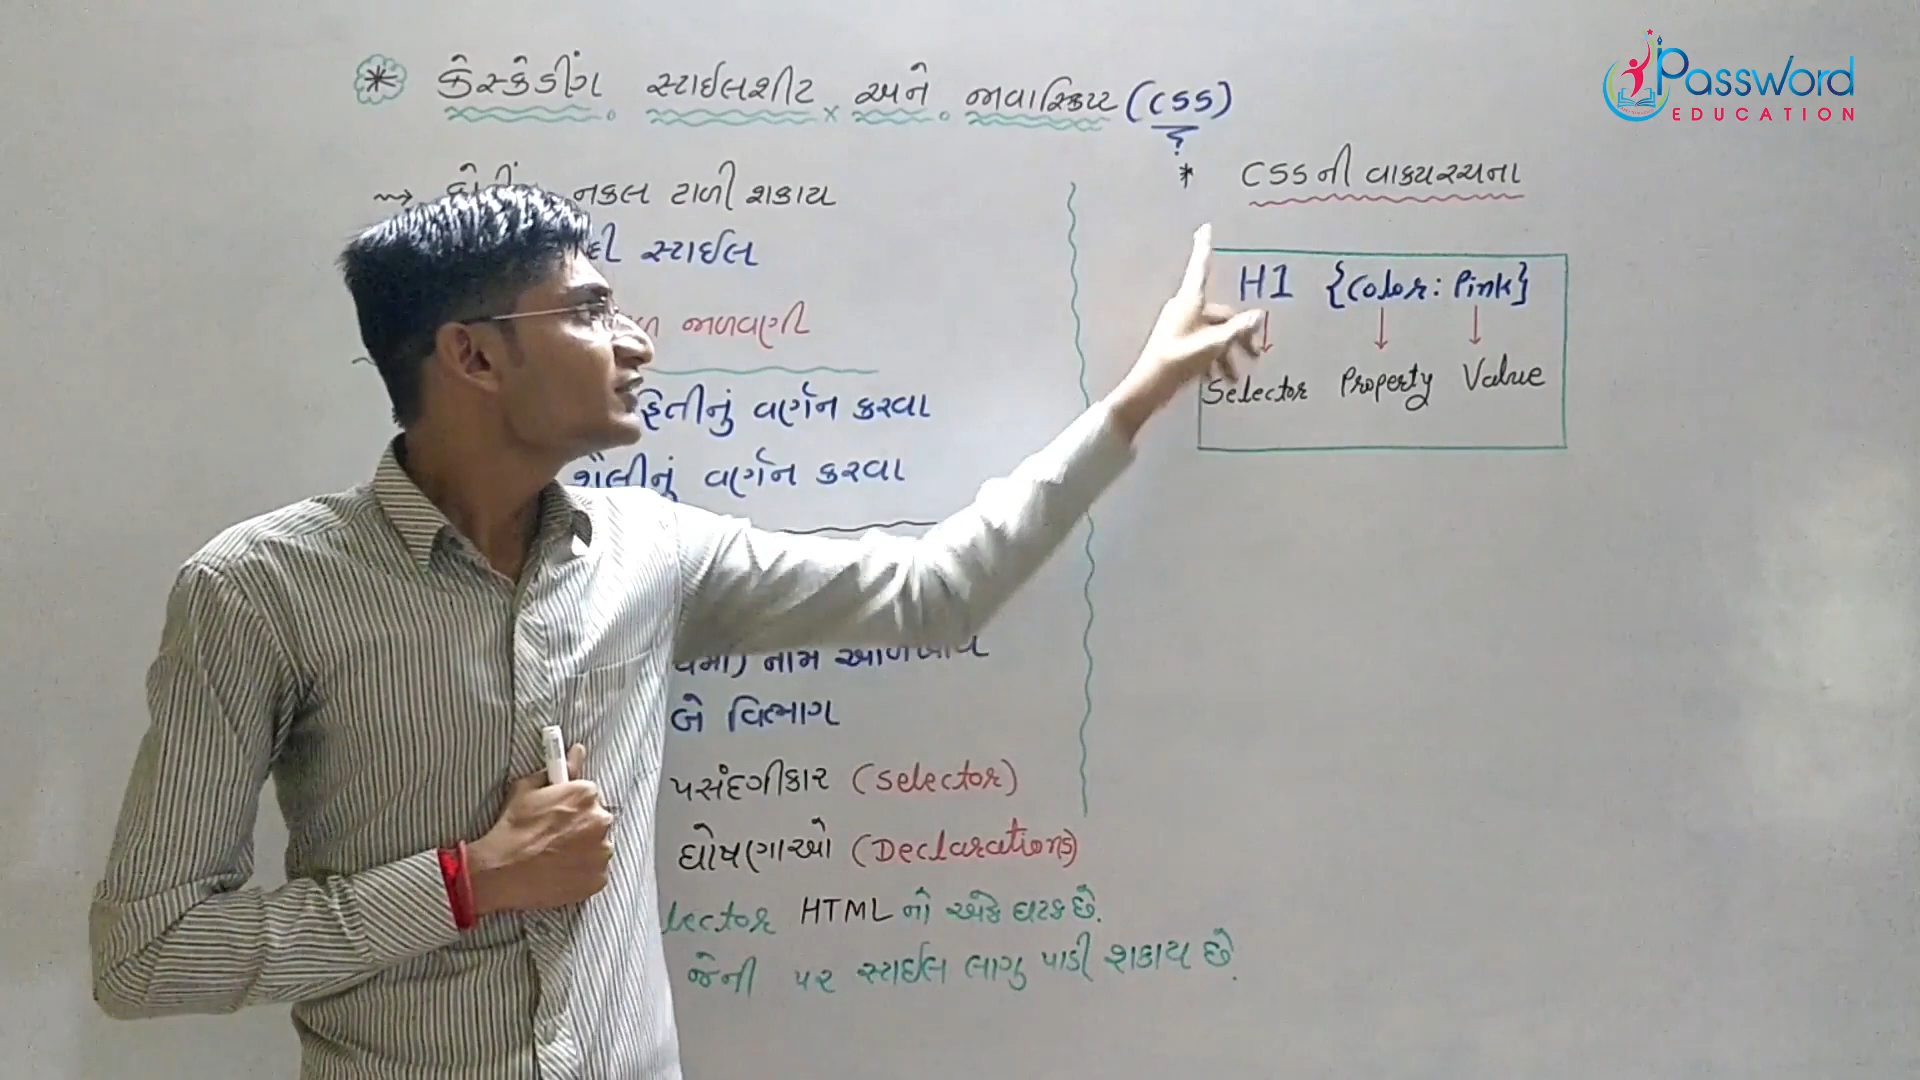 કેસ્કેડીંગ સ્ટાઈલશીટ અને જાવાસ્ક્રિપ્ટ (CSS)
નકલ ટાળી શકાય
સ્ટાઈલ
જાળવણી
વર્ણન કરવા
શૈલીનું વર્ણન કરવા
નામ
બે વિભાગ
પસંદગીકાર (Selector)
ઘોષણાઓ (Declarations)
HTML નો એક ઘટક છે.
જેની પર સ્ટાઈલ લાગુ પાડી શકાય છે.
* CSS ની વાક્યરચના
H1 {Color: Pink}
Selector Property Value
Password
EDUCATION